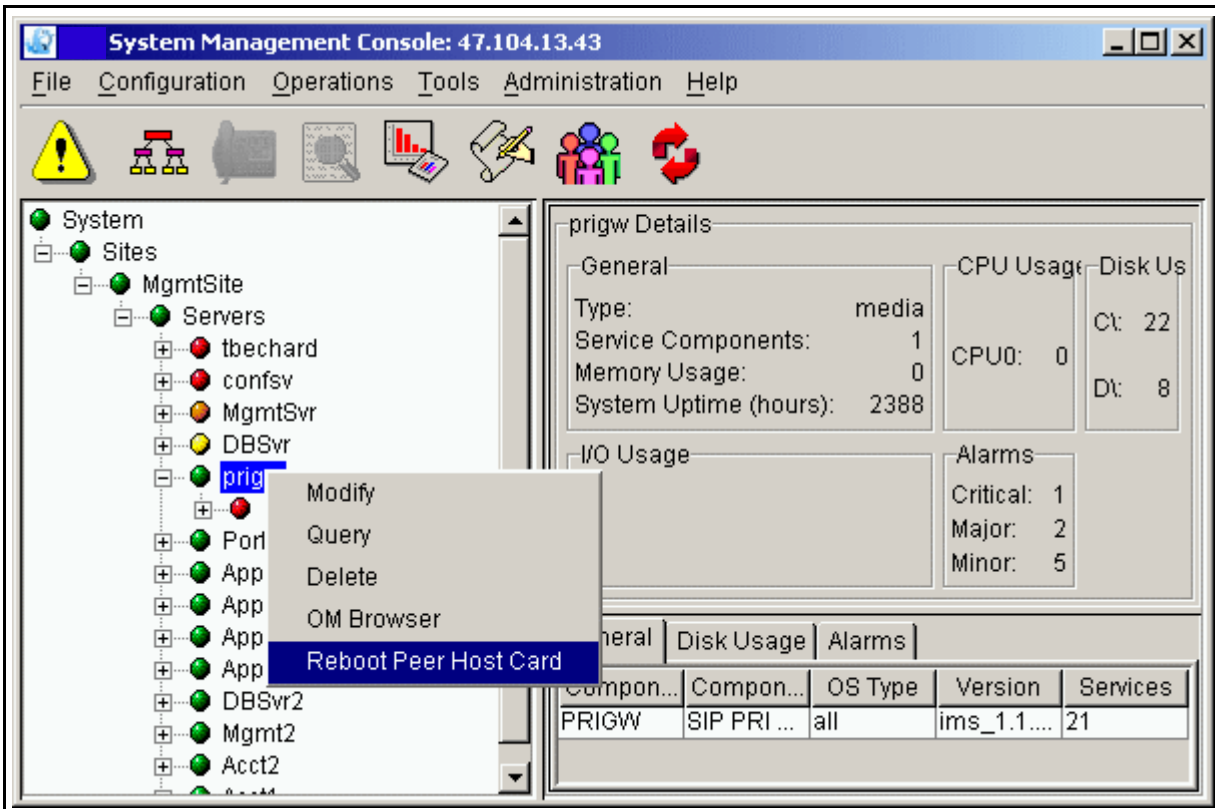 System Management Console: 47.104.13.43
File Configuration Operations Tools Administration Help
System
Sites
MgmtSite
Servers
tbechard
confsv
MgmtSvr
DBSvr
prig
Porl
App
App
App
App
DBSvr2
Mgmt2
Acct2
Modify
Query
Delete
OM Browser
Reboot Peer Host Card
prigw Details
General
Type: media
Service Components: 1
Memory Usage: 0
System Uptime (hours): 2388
CPU Usage
CPU0: 0
Disk Us
C\: 22
D\: 8
I/O Usage
Alarms
Critical: 1
Major: 2
Minor: 5
neral Disk Usage Alarms
Compon... Compon... OS Type Version Services
PRIGW SIP PRI ... all ims_1.1.... 21